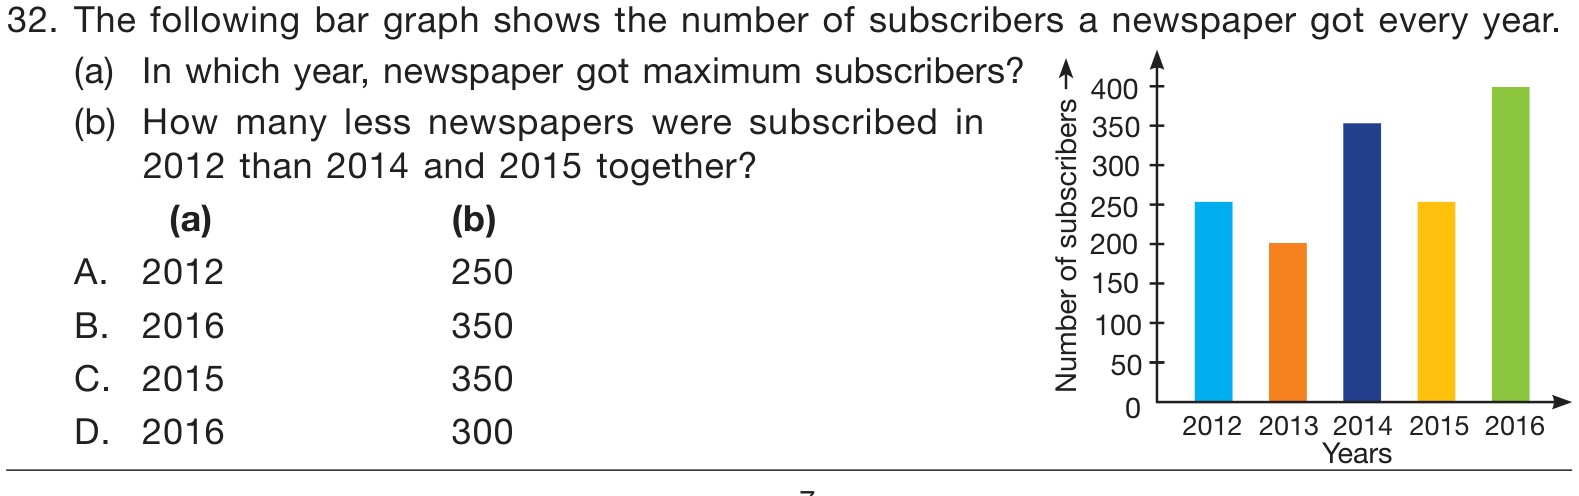 32. The following bar graph shows the number of subscribers a newspaper got every year.
(a) In which year, newspaper got maximum subscribers?
(b) How many less newspapers were subscribed in
2012 than 2014 and 2015 together?
(a) (b)
A. 2012 250
B. 2016 350
C. 2015 350
D. 2016 300
Number of subscribers
400
350
300
250
200
150
100
50
0
2012 2013 2014 2015 2016
Years